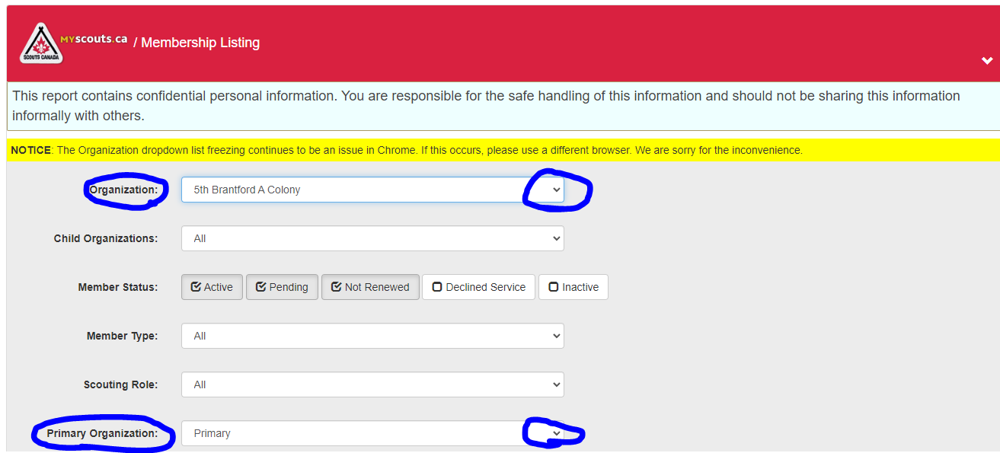 SCOUTS CANADA
MYscouts.ca / Membership Listing
This report contains confidential personal information. You are responsible for the safe handling of this information and should not be sharing this information
informally with others.
NOTICE: The Organization dropdown list freezing continues to be an issue in Chrome. If this occurs, please use a different browser. We are sorry for the inconvenience.
Organization: 5th Brantford A Colony
Child Organizations: All
Member Status: Active Pending Not Renewed Declined Service Inactive
Member Type: All
Scouting Role: All
Primary Organization: Primary